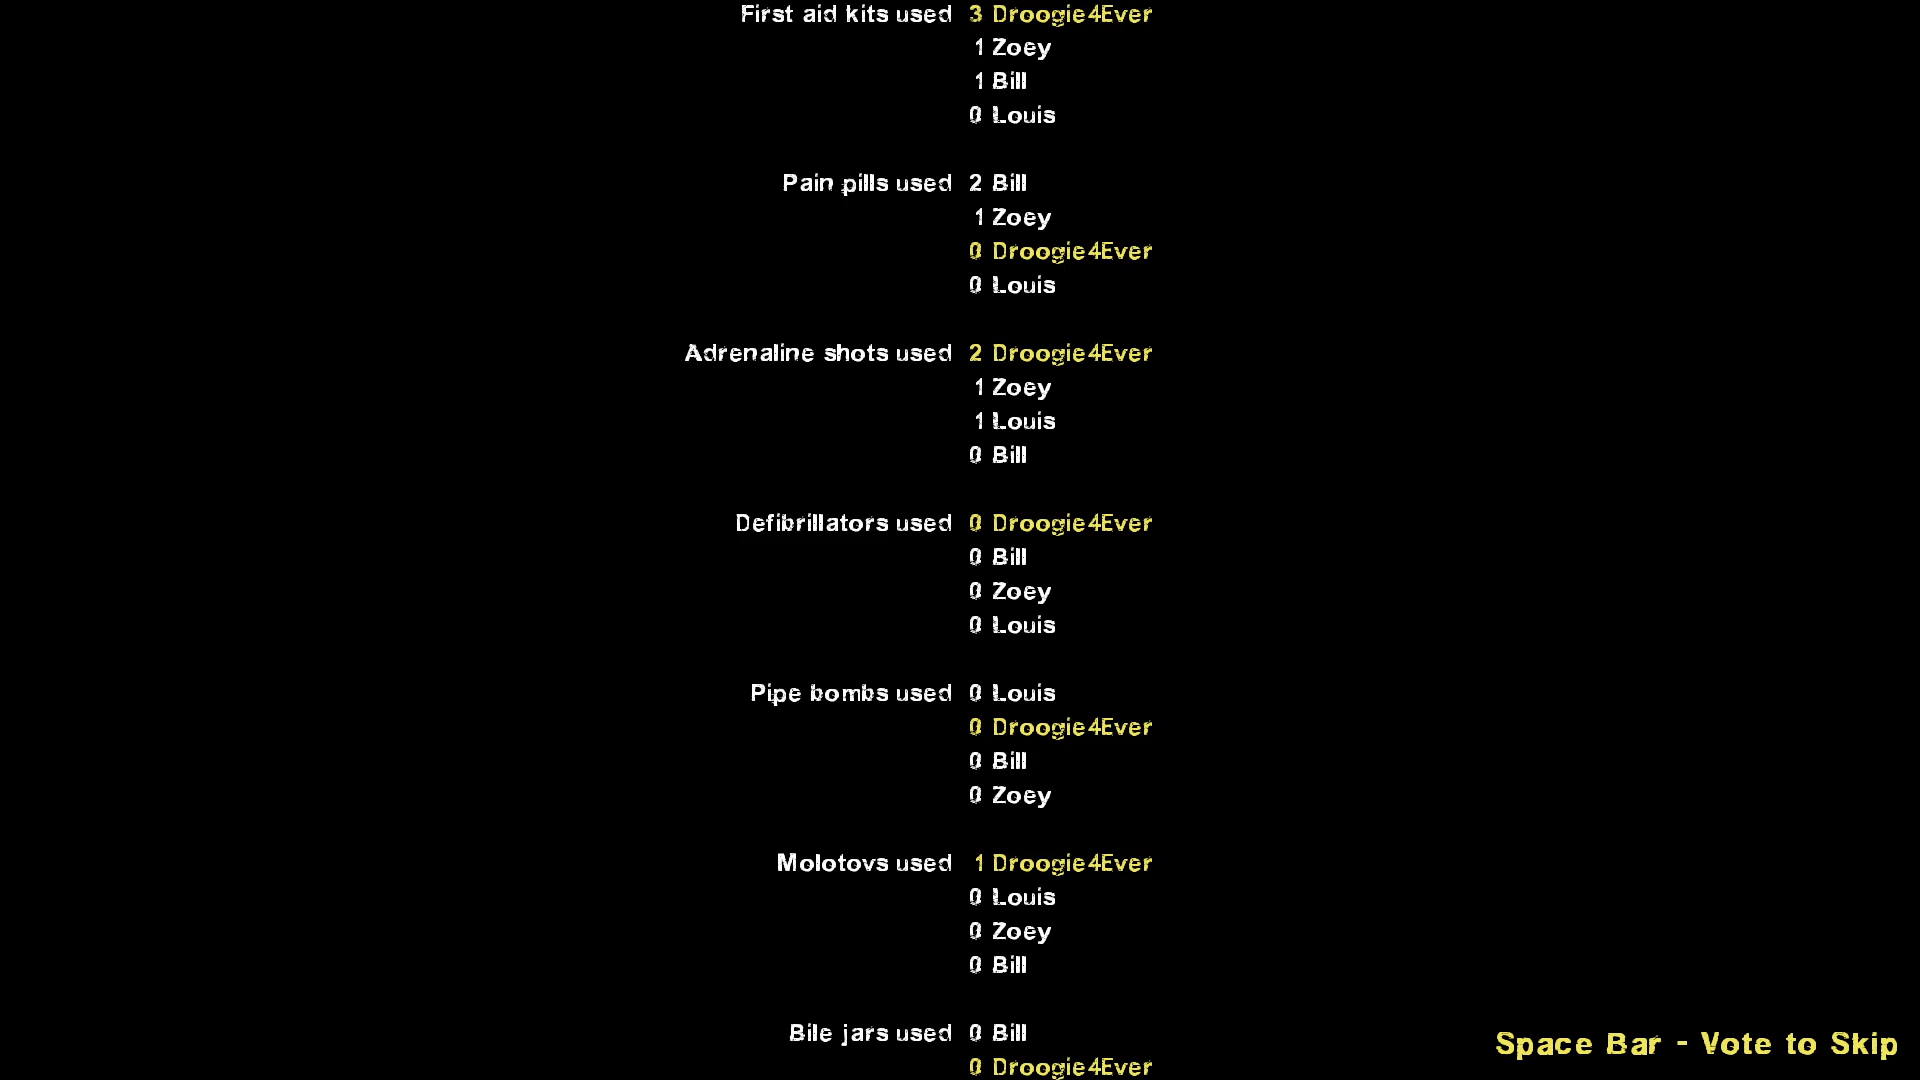 First aid kits used 3 Droogie4Ever
1 Zoey
1 Bill
0 Louis
Pain pills used 2 Bill
1 Zoey
0 Droogie4Ever
0 Louis
Adrenaline shots used 2 Droogie4Ever
1 Zoey
1 Louis
0 Bill
Defibrillators used 0 Droogie4Ever
0 Bill
0 Zoey
0 Louis
Pipe bombs used 0 Louis
0 Droogie4Ever
0 Bill
0 Zoey
Molotovs used 1 Droogie4Ever
0 Louis
0 Zoey
0 Bill
Bile jars used 0 Bill
0 Droogie4Ever
Space Bar - Vote to Skip